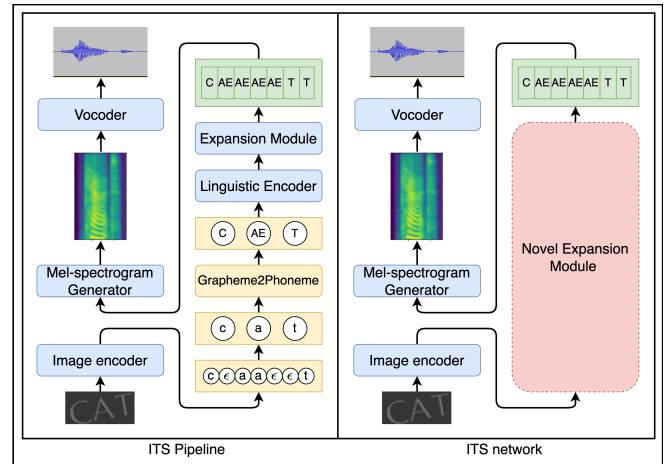 C AE AE AE AE T T
Vocoder
Expansion Module
Linguistic Encoder
C AE T
Mel-spectrogram
Generator
Grapheme2Phoneme
c a t
Image encoder
c ϵ a a ϵ ϵ t
CAT
ITS Pipeline
C AE AE AE AE T T
Vocoder
Novel Expansion
Module
Mel-spectrogram
Generator
Image encoder
CAT
ITS network